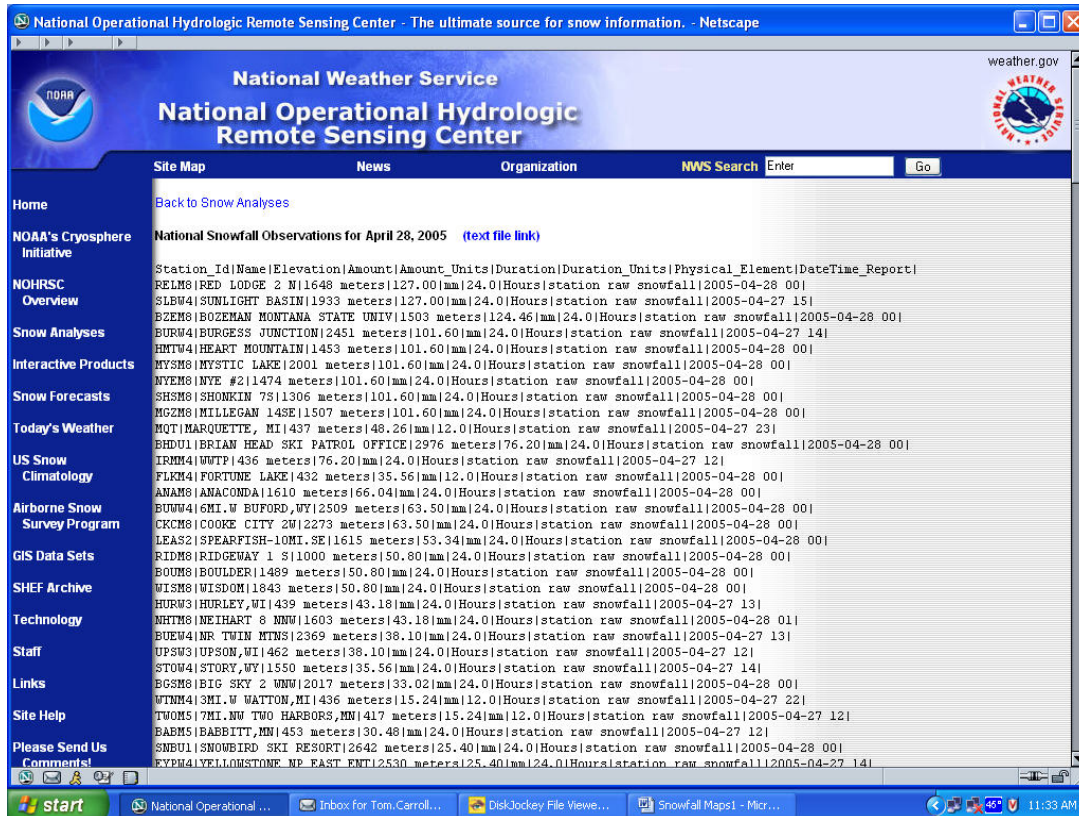 National Operational Hydrologic Remote Sensing Center - The ultimate source for snow information. - Netscape
NOAA
National Weather Service
National Operational Hydrologic
Remote Sensing Center
weather.gov
NATIONAL WEATHER SERVICE
Site Map
News
Organization
NWS Search
Enter
Go
Home
NOAA's Cryosphere
Initiative
NOHRSC
Overview
Snow Analyses
Interactive Products
Snow Forecasts
Today's Weather
US Snow
Climatology
Airborne Snow
Survey Program
GIS Data Sets
SHEF Archive
Technology
Staff
Links
Site Help
Please Send Us
Comments!
Back to Snow Analyses
National Snowfall Observations for April 28, 2005 (text file link)
Station_Id|Name|Elevation|Amount|Amount_Units|Duration|Duration_Units|Physical_Element|DateTime_Report|
RELM8|RED LODGE 2 N|1648 meters|127.00|mm|24.0|Hours|station raw snowfall|2005-04-28 00|
SLBW4|SUNLIGHT BASIN|1933 meters|127.00|mm|24.0|Hours|station raw snowfall|2005-04-27 15|
BZEM8|BOZEMAN MONTANA STATE UNIV|1503 meters|124.46|mm|24.0|Hours|station raw snowfall|2005-04-28 00|
BURW4|BURGESS JUNCTION|2451 meters|101.60|mm|24.0|Hours|station raw snowfall|2005-04-27 14|
HMTW4|HEART MOUNTAIN|1453 meters|101.60|mm|24.0|Hours|station raw snowfall|2005-04-28 00|
MYSM8|MYSTIC LAKE|2001 meters|101.60|mm|24.0|Hours|station raw snowfall|2005-04-28 00|
NYEM8|NYE #2|1474 meters|101.60|mm|24.0|Hours|station raw snowfall|2005-04-28 00|
SHSM8|SHONKIN 7S|1306 meters|101.60|mm|24.0|Hours|station raw snowfall|2005-04-28 00|
MGZM8|MILLEGAN 14SE|1507 meters|101.60|mm|24.0|Hours|station raw snowfall|2005-04-28 00|
MQT|MARQUETTE, MI|437 meters|48.26|mm|12.0|Hours|station raw snowfall|2005-04-27 23|
BHDU1|BRIAN HEAD SKI PATROL OFFICE|2976 meters|76.20|mm|24.0|Hours|station raw snowfall|2005-04-28 00|
IRMM4|WWTP|436 meters|76.20|mm|24.0|Hours|station raw snowfall|2005-04-27 12|
FLKM4|FORTUNE LAKE|432 meters|35.56|mm|12.0|Hours|station raw snowfall|2005-04-28 00|
ANAM8|ANACONDA|1610 meters|66.04|mm|24.0|Hours|station raw snowfall|2005-04-28 00|
BUWW4|6MI.W BUFORD,WY|2509 meters|63.50|mm|24.0|Hours|station raw snowfall|2005-04-28 00|
CKCM8|COOKE CITY 2W|2273 meters|63.50|mm|24.0|Hours|station raw snowfall|2005-04-28 00|
LEAS2|SPEARFISH-10MI.SE|1615 meters|53.34|mm|24.0|Hours|station raw snowfall|2005-04-28 00|
RIDM8|RIDGEWAY 1 S|1000 meters|50.80|mm|24.0|Hours|station raw snowfall|2005-04-28 00|
BOUM8|BOULDER|1489 meters|50.80|mm|24.0|Hours|station raw snowfall|2005-04-28 00|
WISM8|WISDOM|1843 meters|50.80|mm|24.0|Hours|station raw snowfall|2005-04-28 00|
HURW3|HURLEY,WI|439 meters|43.18|mm|24.0|Hours|station raw snowfall|2005-04-27 13|
NHTM8|NEIHART 8 NNW|1603 meters|43.18|mm|24.0|Hours|station raw snowfall|2005-04-28 01|
BUEW4|NR TWIN MTNS|2369 meters|38.10|mm|24.0|Hours|station raw snowfall|2005-04-27 13|
UPSW3|UPSON,WI|462 meters|38.10|mm|24.0|Hours|station raw snowfall|2005-04-27 12|
STOW4|STORY,WY|1550 meters|35.56|mm|24.0|Hours|station raw snowfall|2005-04-27 14|
BGSM8|BIG SKY 2 WNW|2017 meters|33.02|mm|24.0|Hours|station raw snowfall|2005-04-28 00|
WTNM4|3MI.W WATTON,MI|436 meters|15.24|mm|12.0|Hours|station raw snowfall|2005-04-27 22|
TWOM5|7MI.NW TWO HARBORS,MN|417 meters|15.24|mm|12.0|Hours|station raw snowfall|2005-04-27 12|
BABM5|BABBITT,MN|453 meters|30.48|mm|24.0|Hours|station raw snowfall|2005-04-27 12|
SNBU1|SNOWBIRD SKI RESORT|2642 meters|25.40|mm|24.0|Hours|station raw snowfall|2005-04-28 00|
EYPW4|YELLOWSTONE NP EAST ENT|2530 meters|25.40|mm|24.0|Hours|station raw snowfall|2005-04-27 14|
start
National Operational ...
Inbox for Tom.Carroll...
DiskJockey File Viewe...
Snowfall Maps1 - Micr...
46°
11:33 AM